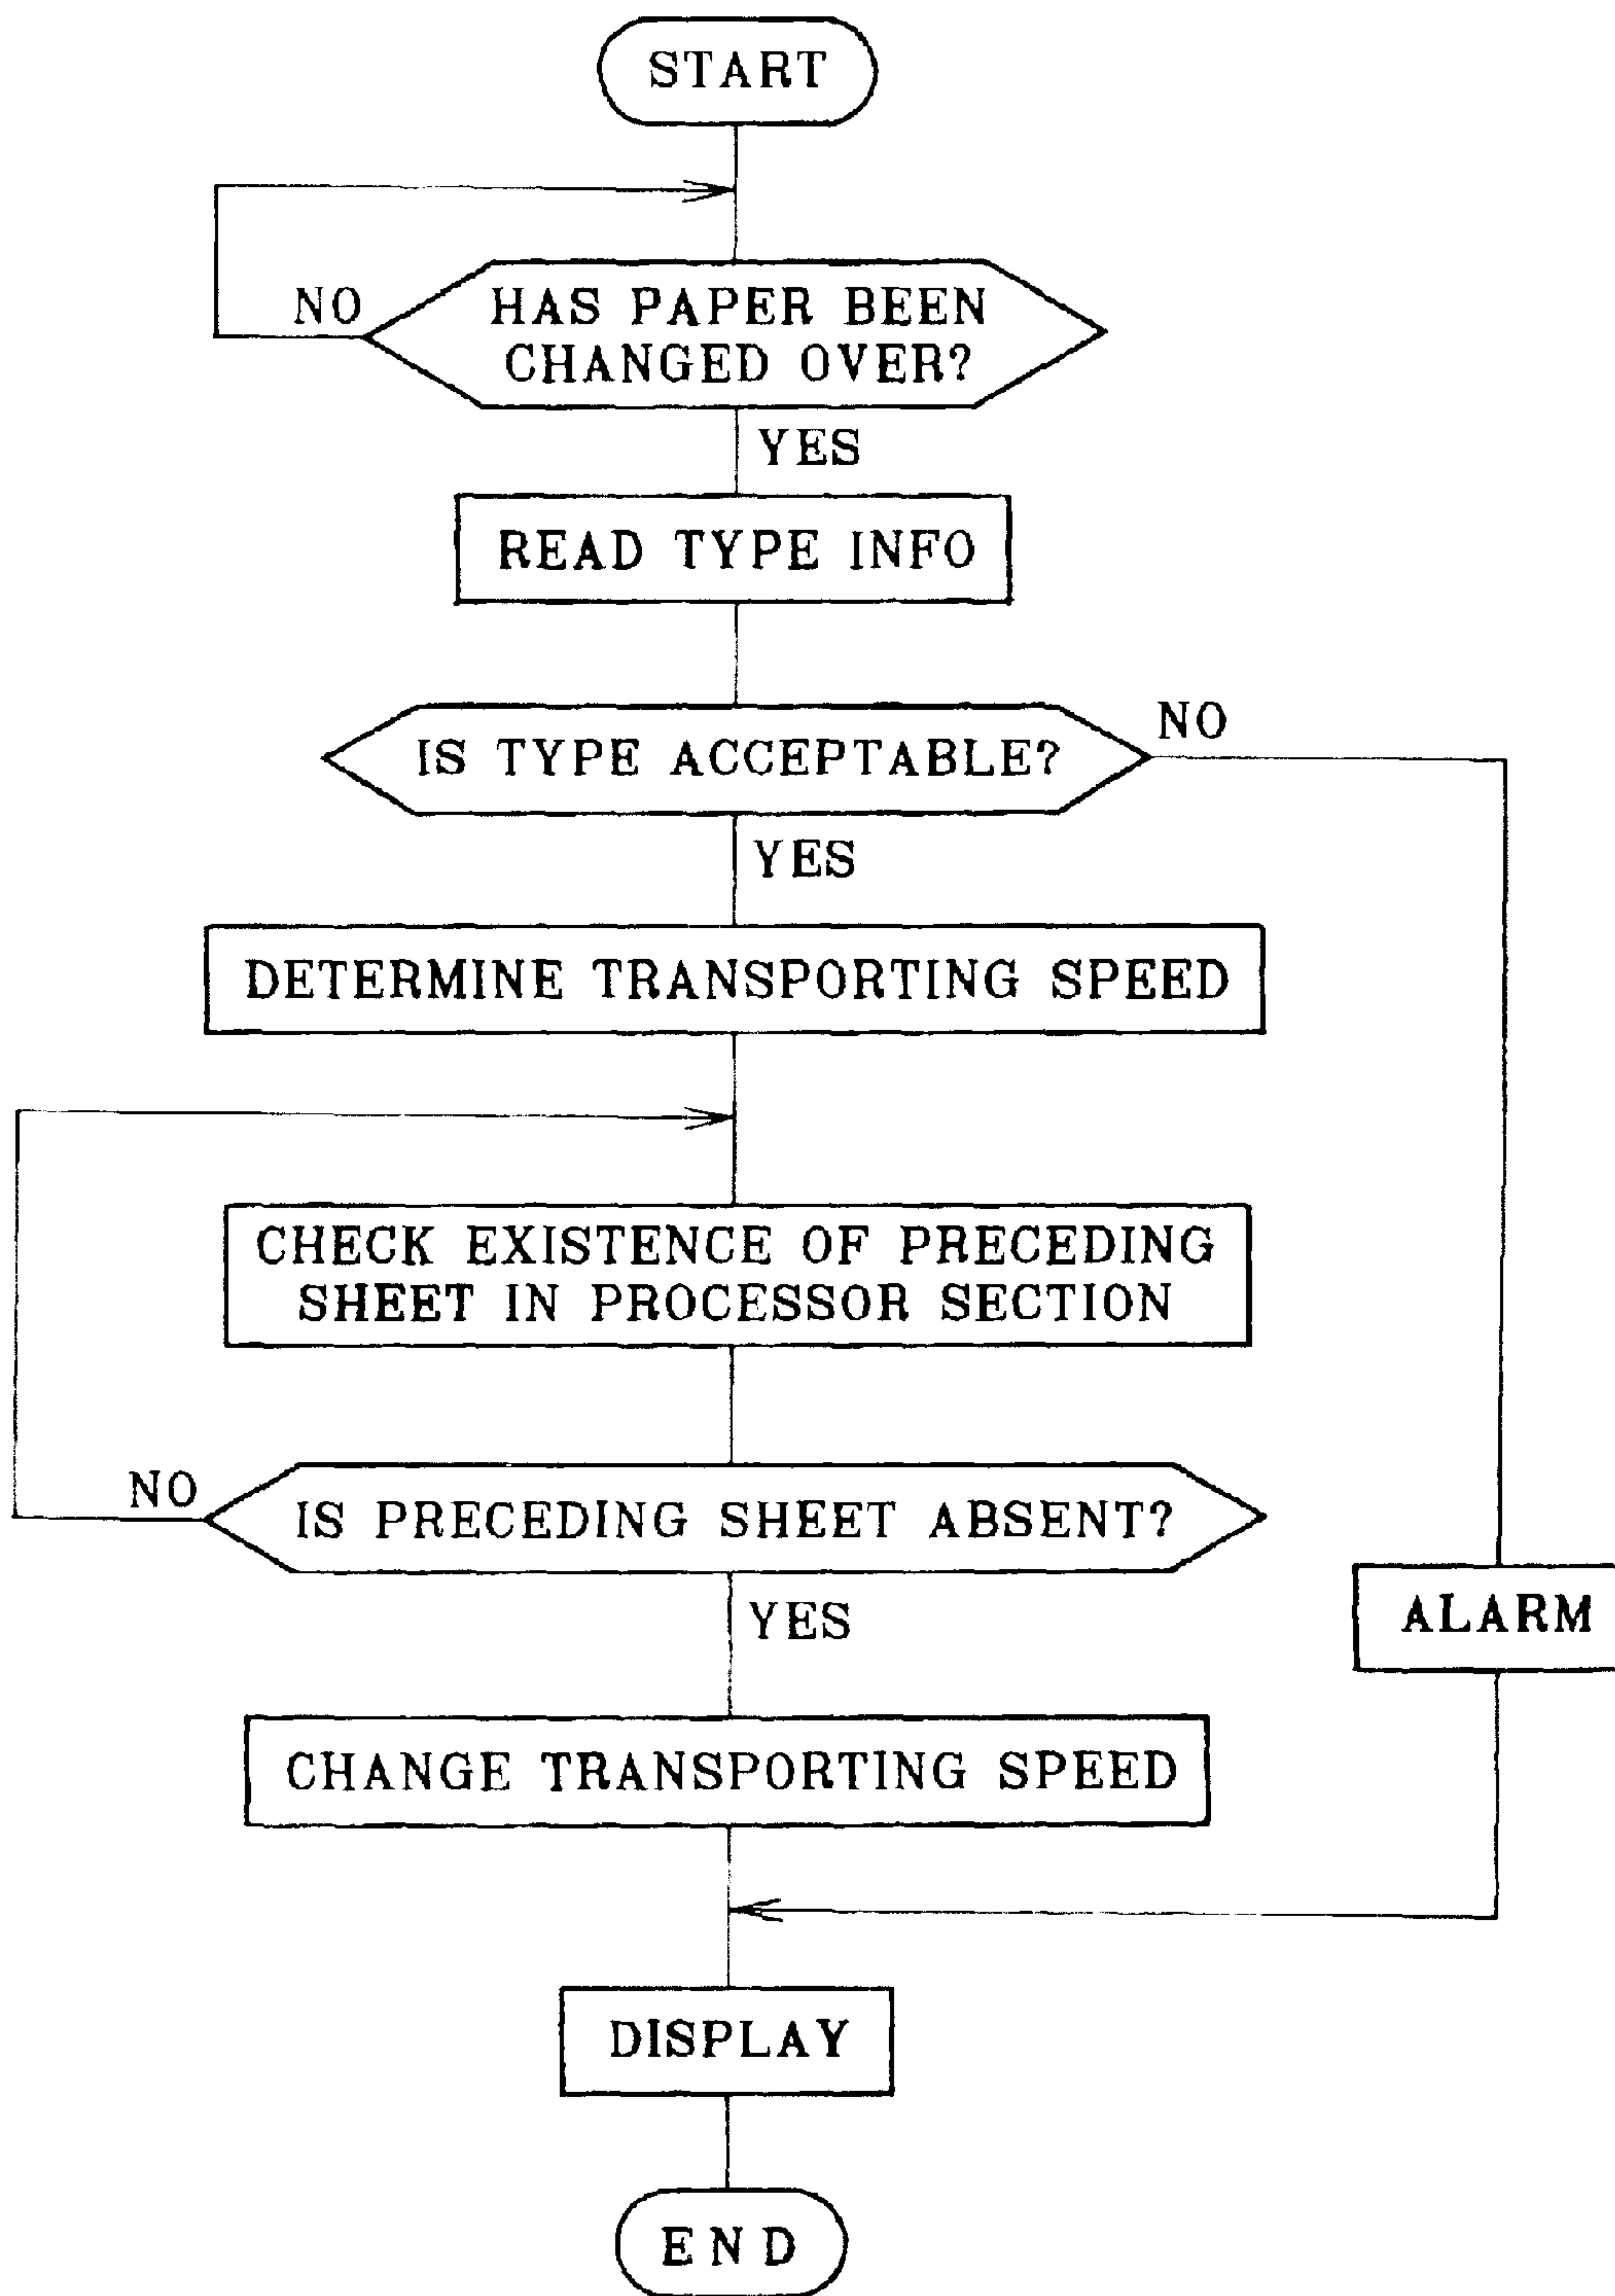 START
NO
HAS PAPER BEEN
CHANGED OVER?
YES
READ TYPE INFO
NO
IS TYPE ACCEPTABLE?
YES
DETERMINE TRANSPORTING SPEED
CHECK EXISTENCE OF PRECEDING
SHEET IN PROCESSOR SECTION
NO
IS PRECEDING SHEET ABSENT?
YES
ALARM
CHANGE TRANSPORTING SPEED
DISPLAY
END